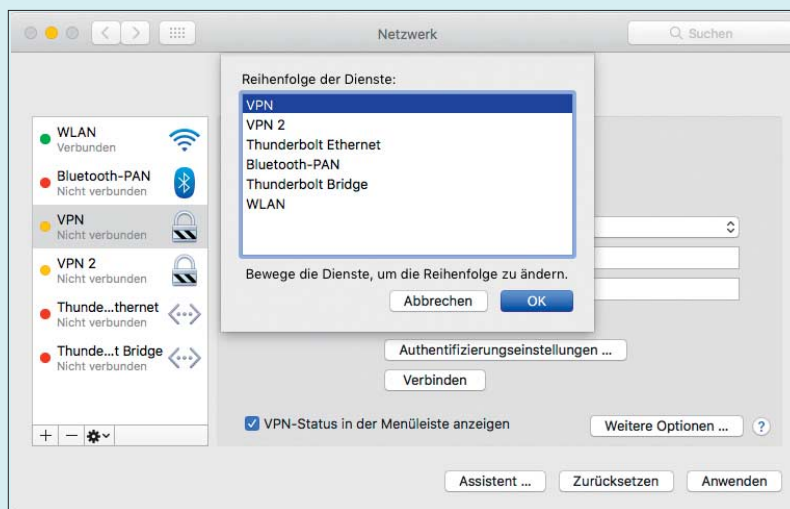 Netzwerk
Suchen
Reihenfolge der Dienste:
VPN
VPN 2
Thunderbolt Ethernet
Bluetooth-PAN
Thunderbolt Bridge
WLAN
Bewege die Dienste, um die Reihenfolge zu ändern.
Abbrechen
OK
WLAN
Verbunden
Bluetooth-PAN
Nicht verbunden
VPN
Nicht verbunden
VPN 2
Nicht verbunden
Thunde...thernet
Nicht verbunden
Thunde...t Bridge
Nicht verbunden
Authentifizierungseinstellungen ...
Verbinden
VPN-Status in der Menüleiste anzeigen
Weitere Optionen ...
?
Assistent ...
Zurücksetzen
Anwenden